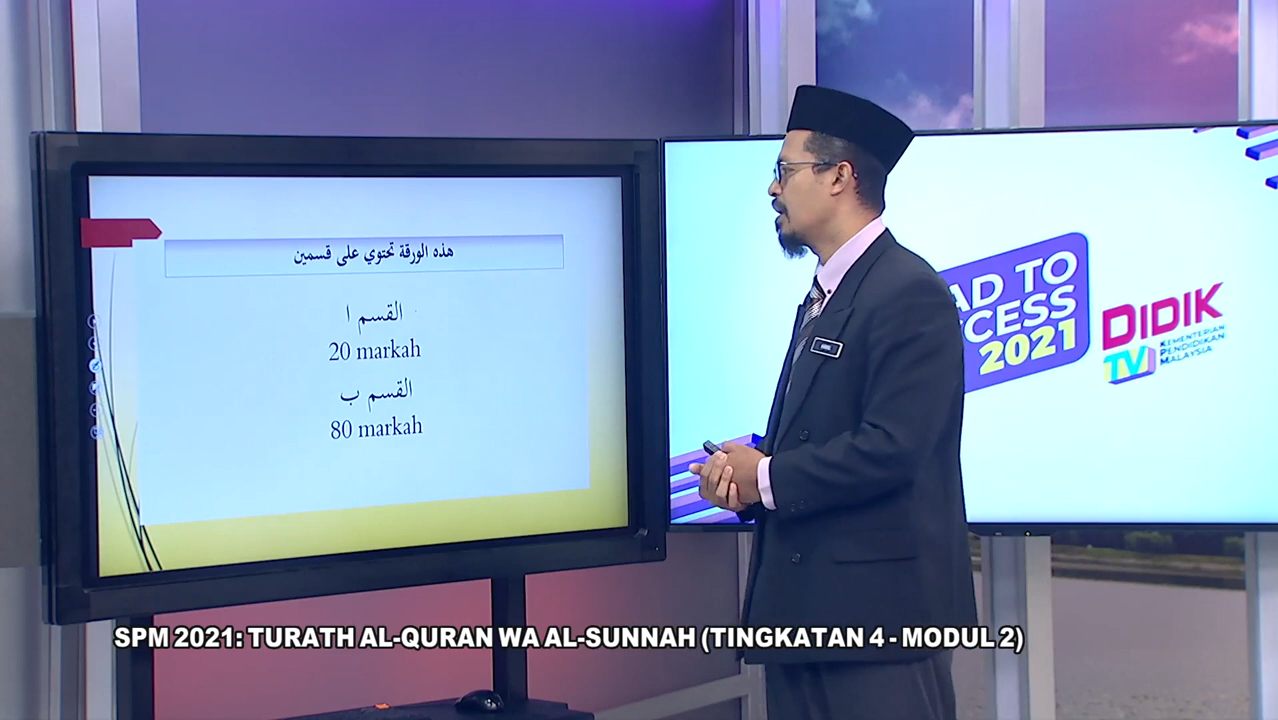 هذه الورقة تحتوي على قسمين
القسم ا
20 markah
القسم ب
80 markah
AD TO
CCESS
2021
DIDIK
TV
KEMENTERIAN
PENDIDIKAN
MALAYSIA
SPM 2021: TURATH AL-QURAN WA AL-SUNNAH (TINGKATAN 4 - MODUL 2)